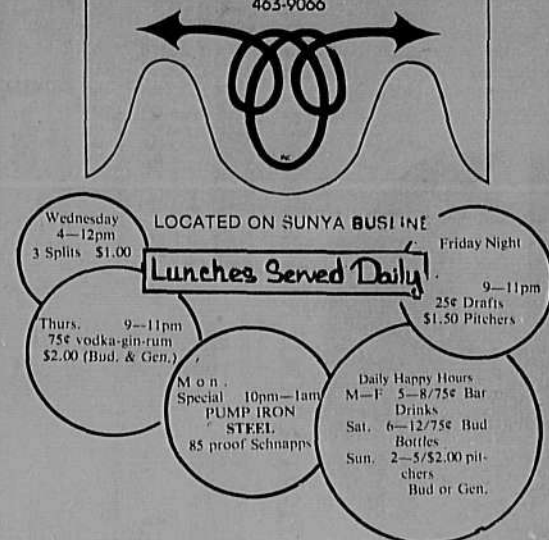 463-9066
LOCATED ON SUNYA BUSLINE
Wednesday
4—12pm
3 Splits $1.00
Lunches Served Daily!
Friday Night
9—11pm
25¢ Drafts
$1.50 Pitchers
Thurs. 9—11pm
75¢ vodka-gin-rum
$2.00 (Bud. & Gen.)
Mon.
Special 10pm—1am
PUMP IRON
STEEL
85 proof Schnapps
Daily Happy Hours
M—F 5—8/75¢ Bar
Drinks
Sat. 6—12/75¢ Bud
Bottles
Sun. 2—5/$2.00 pit-
chers
Bud or Gen.